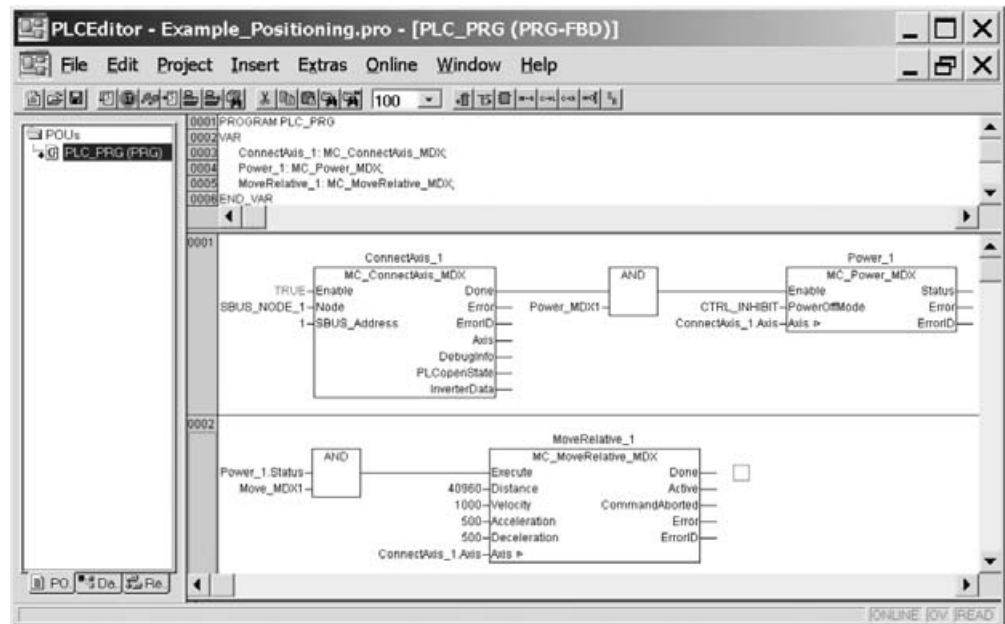 PLCEditor - Example_Positioning.pro - [PLC_PRG (PRG-FBD)]
File Edit Project Insert Extras Online Window Help
100
POUs
PLC_PRG (PRG)
0001 PROGRAM PLC_PRG
0002 VAR
0003 ConnectAxis_1: MC_ConnectAxis_MDX;
0004 Power_1: MC_Power_MDX;
0005 MoveRelative_1: MC_MoveRelative_MDX;
0006 END_VAR
0001
ConnectAxis_1
MC_ConnectAxis_MDX
TRUE Enable Done
SBUS_NODE_1 Node Error
1 SBUS_Address ErrorID
Axis
DebugInfo
PLCopenState
InverterData
AND
Power_MDX1
Power_1
MC_Power_MDX
Enable Status
CTRL_INHIBIT PowerOffMode Error
ConnectAxis_1.Axis Axis ErrorID
0002
AND
Power_1.Status
Move_MDX1
MoveRelative_1
MC_MoveRelative_MDX
Execute Done
40960 Distance Active
1000 Velocity CommandAborted
500 Acceleration Error
500 Deceleration ErrorID
ConnectAxis_1.Axis Axis
PO. Da. Re.
ONLINE OV READ